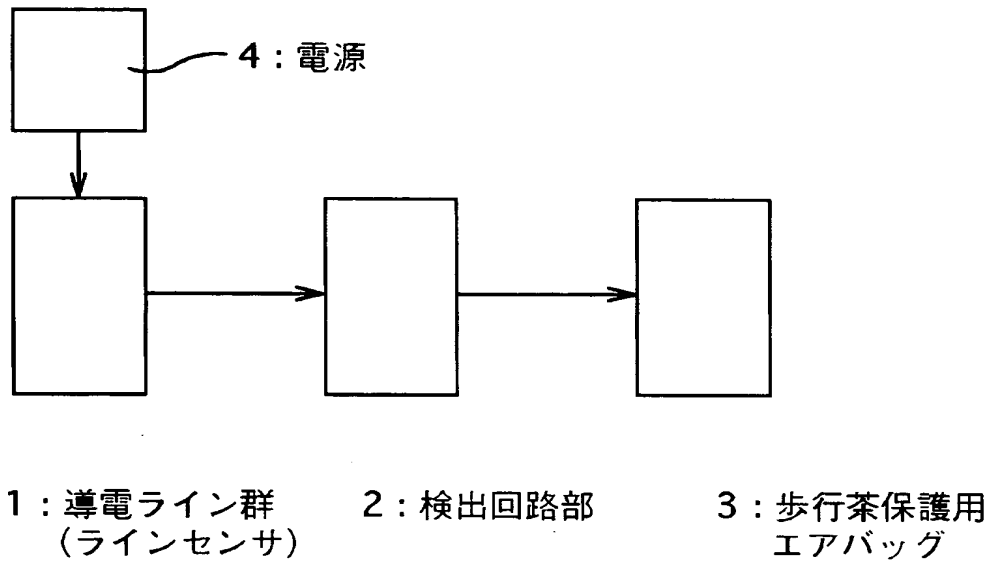 4：電源
1：導電ライン群
（ラインセンサ）
2：検出回路部
3：歩行茶保護用
エアバッグ